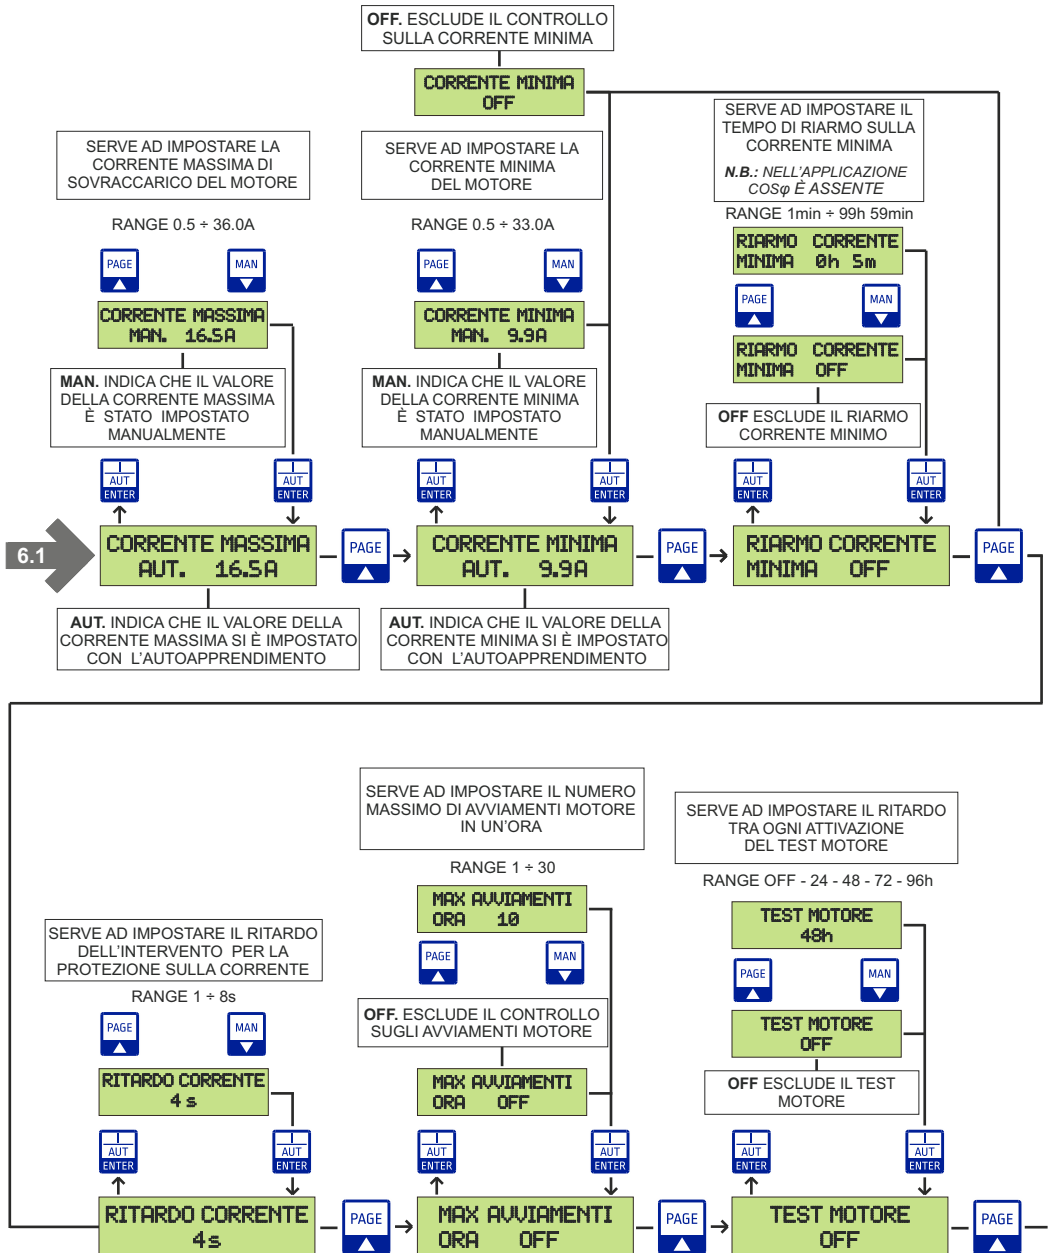 OFF. ESCLUDE IL CONTROLLO
SULLA CORRENTE MINIMA
CORRENTE MINIMA
OFF
SERVE AD IMPOSTARE LA
CORRENTE MASSIMA DI
SOVRACCARICO DEL MOTORE
RANGE 0.5 ÷ 36.0A
PAGE
MAN
CORRENTE MASSIMA
MAN. 16.5A
MAN. INDICA CHE IL VALORE
DELLA CORRENTE MASSIMA
È STATO IMPOSTATO
MANUALMENTE
AUT
ENTER
AUT
ENTER
SERVE AD IMPOSTARE LA
CORRENTE MINIMA
DEL MOTORE
RANGE 0.5 ÷ 33.0A
PAGE
MAN
CORRENTE MINIMA
MAN. 9.9A
MAN. INDICA CHE IL VALORE
DELLA CORRENTE MINIMA
È STATO IMPOSTATO
MANUALMENTE
AUT
ENTER
AUT
ENTER
SERVE AD IMPOSTARE IL
TEMPO DI RIARMO SULLA
CORRENTE MINIMA
N.B.: NELL'APPLICAZIONE
COSφ È ASSENTE
RANGE 1min ÷ 99h 59min
RIARMO CORRENTE
MINIMA 0h 5m
PAGE
MAN
RIARMO CORRENTE
MINIMA OFF
OFF ESCLUDE IL RIARMO
CORRENTE MINIMO
AUT
ENTER
AUT
ENTER
6.1
CORRENTE MASSIMA
AUT. 16.5A
PAGE
CORRENTE MINIMA
AUT. 9.9A
PAGE
RIARMO CORRENTE
MINIMA OFF
PAGE
AUT. INDICA CHE IL VALORE DELLA
CORRENTE MASSIMA SI È IMPOSTATO
CON L'AUTOAPPRENDIMENTO
AUT. INDICA CHE IL VALORE DELLA
CORRENTE MINIMA SI È IMPOSTATO
CON L'AUTOAPPRENDIMENTO
SERVE AD IMPOSTARE IL RITARDO
DELL'INTERVENTO PER LA
PROTEZIONE SULLA CORRENTE
RANGE 1 ÷ 8s
PAGE
MAN
RITARDO CORRENTE
4 s
AUT
ENTER
AUT
ENTER
SERVE AD IMPOSTARE IL NUMERO
MASSIMO DI AVVIAMENTI MOTORE
IN UN'ORA
RANGE 1 ÷ 30
MAX AVVIAMENTI
ORA 10
PAGE
MAN
OFF. ESCLUDE IL CONTROLLO
SUGLI AVVIAMENTI MOTORE
MAX AVVIAMENTI
ORA OFF
AUT
ENTER
AUT
ENTER
SERVE AD IMPOSTARE IL RITARDO
TRA OGNI ATTIVAZIONE
DEL TEST MOTORE
RANGE OFF - 24 - 48 - 72 - 96h
TEST MOTORE
48h
PAGE
MAN
TEST MOTORE
OFF
OFF ESCLUDE IL TEST
MOTORE
AUT
ENTER
AUT
ENTER
RITARDO CORRENTE
4s
PAGE
MAX AVVIAMENTI
ORA OFF
PAGE
TEST MOTORE
OFF
PAGE